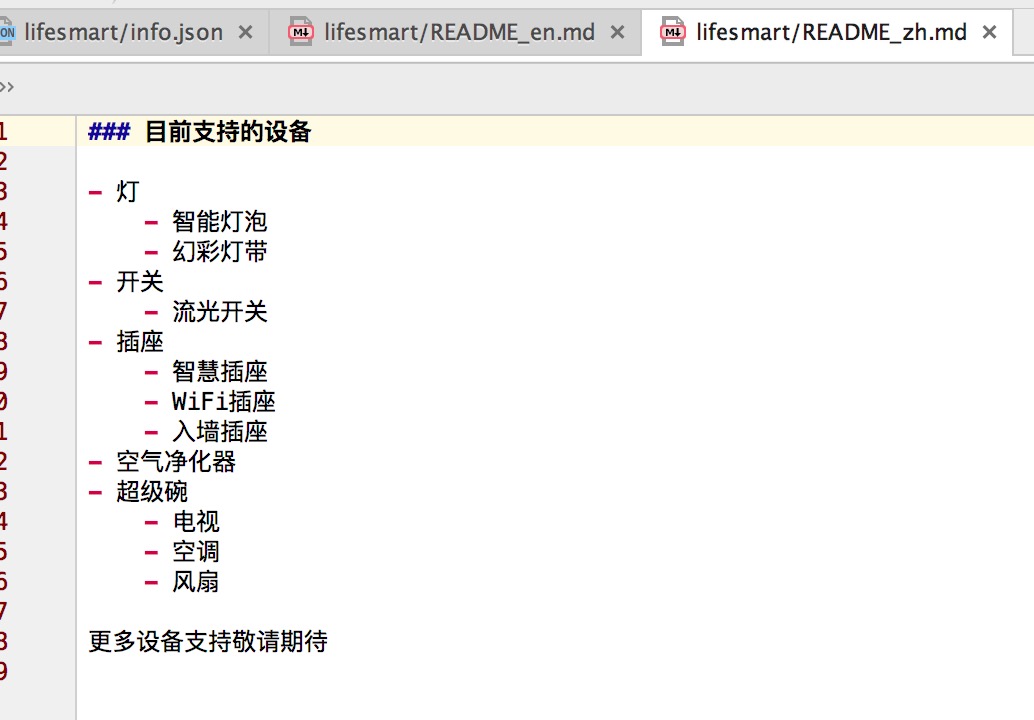 lifesmart/info.json ×
lifesmart/README_en.md ×
lifesmart/README_zh.md ×
>>
1 ### 目前支持的设备
2
3 - 灯
4 - 智能灯泡
5 - 幻彩灯带
6 - 开关
7 - 流光开关
8 - 插座
9 - 智慧插座
0 - WiFi插座
1 - 入墙插座
2 - 空气净化器
3 - 超级碗
4 - 电视
5 - 空调
6 - 风扇
7
8 更多设备支持敬请期待
9